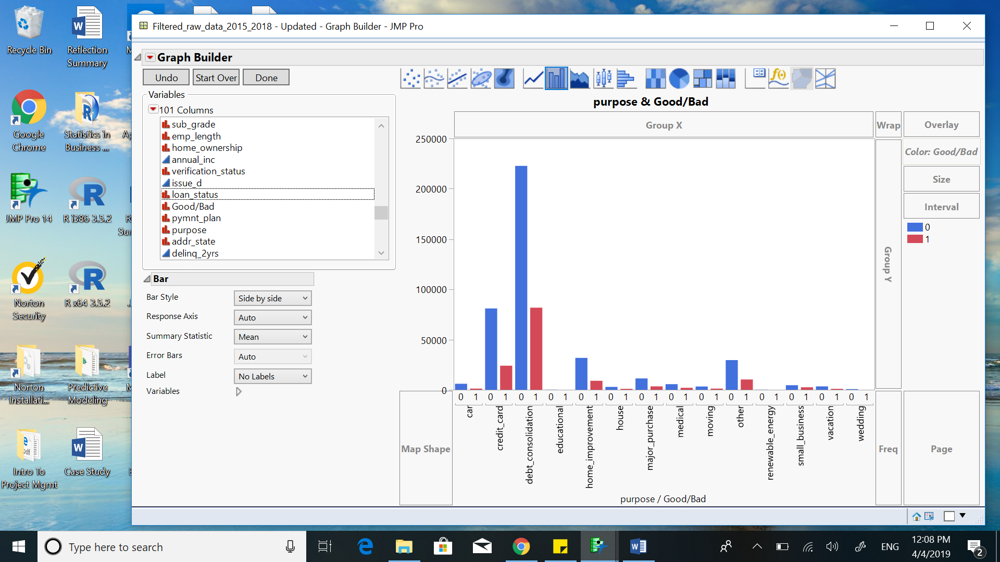 Recycle Bin
Reflection
Summary
Google
Chrome
Statistics in
Business ...
JMP Pro 14
R i386 3.5.2
Norton
Security
R x64 3.5.2
Norton
Installati...
Predictive
Modeling
Intro To
Project Mgmt
Case Study
Filtered_raw_data_2015_2018 - Updated - Graph Builder - JMP Pro
Graph Builder
Undo
Start Over
Done
Variables
101 Columns
sub_grade
emp_length
home_ownership
annual_inc
verification_status
issue_d
loan_status
Good/Bad
pymnt_plan
purpose
addr_state
delinq_2yrs
Bar
Bar Style
Side by side
Response Axis
Auto
Summary Statistic
Mean
Error Bars
Auto
Label
No Labels
Variables
purpose & Good/Bad
Group X
Wrap
Overlay
Color: Good/Bad
Size
Interval
0
1
Group Y
250000
200000
150000
100000
50000
0
0 1 0 1 0 1 0 1 0 1 0 1 0 1 0 1 0 1 0 1 0 1 0 1 0 1 0 1
car
credit_card
debt_consolidation
educational
home_improvement
house
major_purchase
medical
moving
other
renewable_energy
small_business
vacation
wedding
purpose / Good/Bad
Map Shape
Freq
Page
Type here to search
ENG
12:08 PM
4/4/2019
2